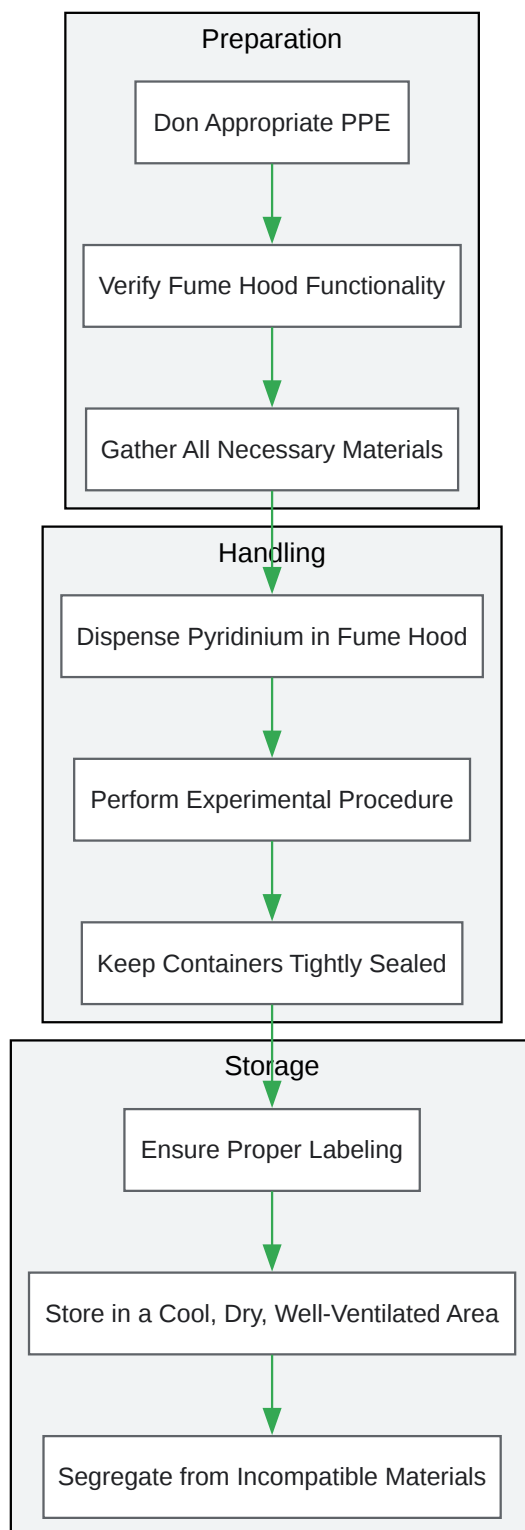 Preparation
Don Appropriate PPE
Verify Fume Hood Functionality
Gather All Necessary Materials
Handling
Dispense Pyridinium in Fume Hood
Perform Experimental Procedure
Keep Containers Tightly Sealed
Storage
Ensure Proper Labeling
Store in a Cool, Dry, Well-Ventilated Area
Segregate from Incompatible Materials